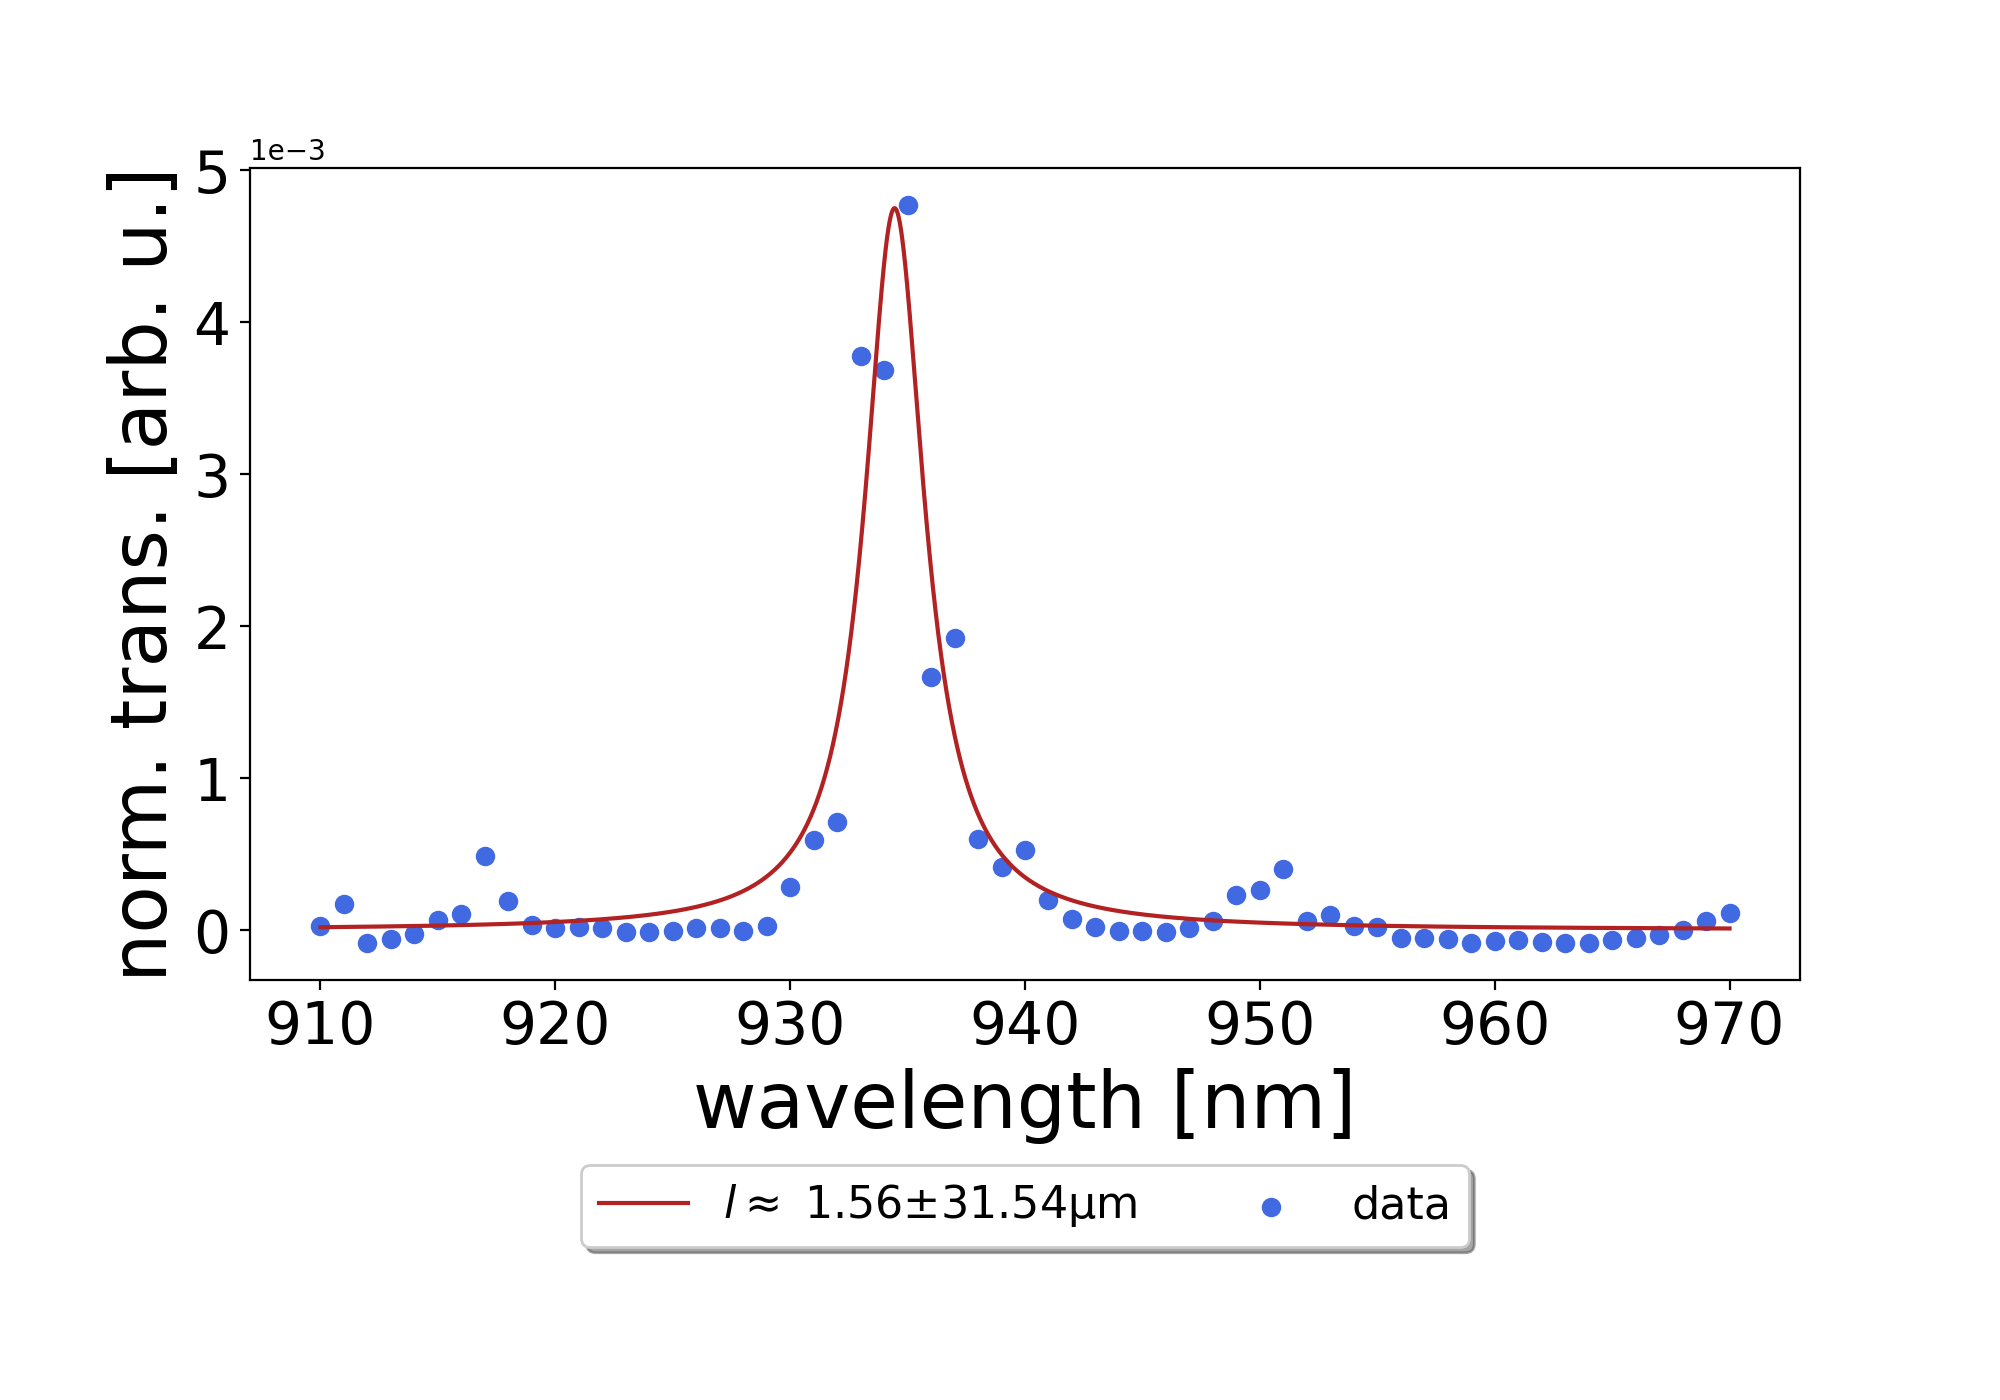 1e−3
norm. trans. [arb. u.]
5
4
3
2
1
0
910 920 930 940 950 960 970
wavelength [nm]
l ≈ 1.56±31.54µm data